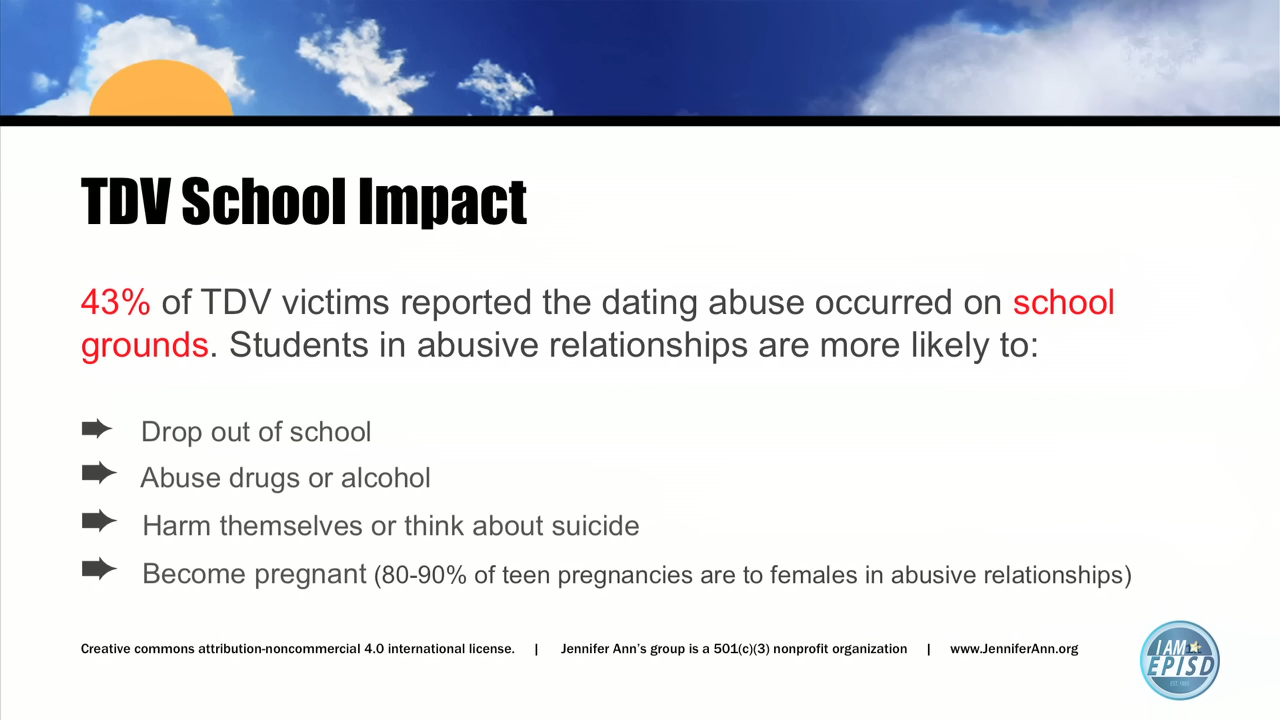 TDV School Impact
43% of TDV victims reported the dating abuse occurred on school
grounds. Students in abusive relationships are more likely to:
Drop out of school
Abuse drugs or alcohol
Harm themselves or think about suicide
Become pregnant (80-90% of teen pregnancies are to females in abusive relationships)
Creative commons attribution-noncommercial 4.0 international license. | Jennifer Ann's group is a 501(c)(3) nonprofit organization | www.JenniferAnn.org
I AM
EPISD